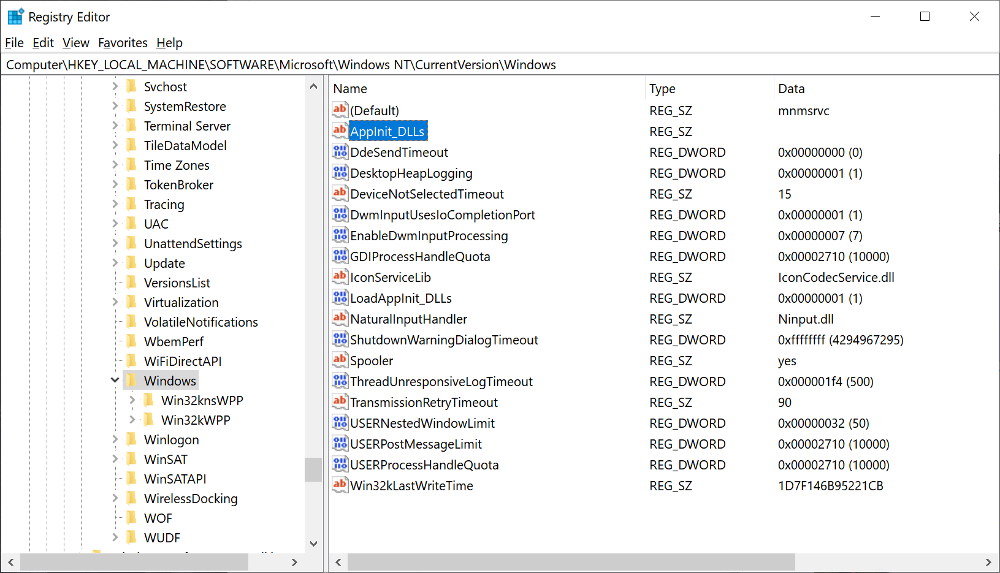 Registry Editor
File Edit View Favorites Help
Computer\HKEY_LOCAL_MACHINE\SOFTWARE\Microsoft\Windows NT\CurrentVersion\Windows
Svchost
SystemRestore
Terminal Server
TileDataModel
Time Zones
TokenBroker
Tracing
UAC
UnattendSettings
Update
VersionsList
Virtualization
VolatileNotifications
WbemPerf
WiFiDirectAPI
Windows
Win32knsWPP
Win32kWPP
Winlogon
WinSAT
WinSATAPI
WirelessDocking
WOF
WUDF
Name Type Data
(Default) REG_SZ mnmsrvc
AppInit_DLLs REG_SZ
DdeSendTimeout REG_DWORD 0x00000000 (0)
DesktopHeapLogging REG_DWORD 0x00000001 (1)
DeviceNotSelectedTimeout REG_SZ 15
DwmInputUsesIoCompletionPort REG_DWORD 0x00000001 (1)
EnableDwmInputProcessing REG_DWORD 0x00000007 (7)
GDIProcessHandleQuota REG_DWORD 0x00002710 (10000)
IconServiceLib REG_SZ IconCodecService.dll
LoadAppInit_DLLs REG_DWORD 0x00000001 (1)
NaturalInputHandler REG_SZ Ninput.dll
ShutdownWarningDialogTimeout REG_DWORD 0xffffffff (4294967295)
Spooler REG_SZ yes
ThreadUnresponsiveLogTimeout REG_DWORD 0x000001f4 (500)
TransmissionRetryTimeout REG_SZ 90
USERNestedWindowLimit REG_DWORD 0x00000032 (50)
USERPostMessageLimit REG_DWORD 0x00002710 (10000)
USERProcessHandleQuota REG_DWORD 0x00002710 (10000)
Win32kLastWriteTime REG_SZ 1D7F146B95221CB